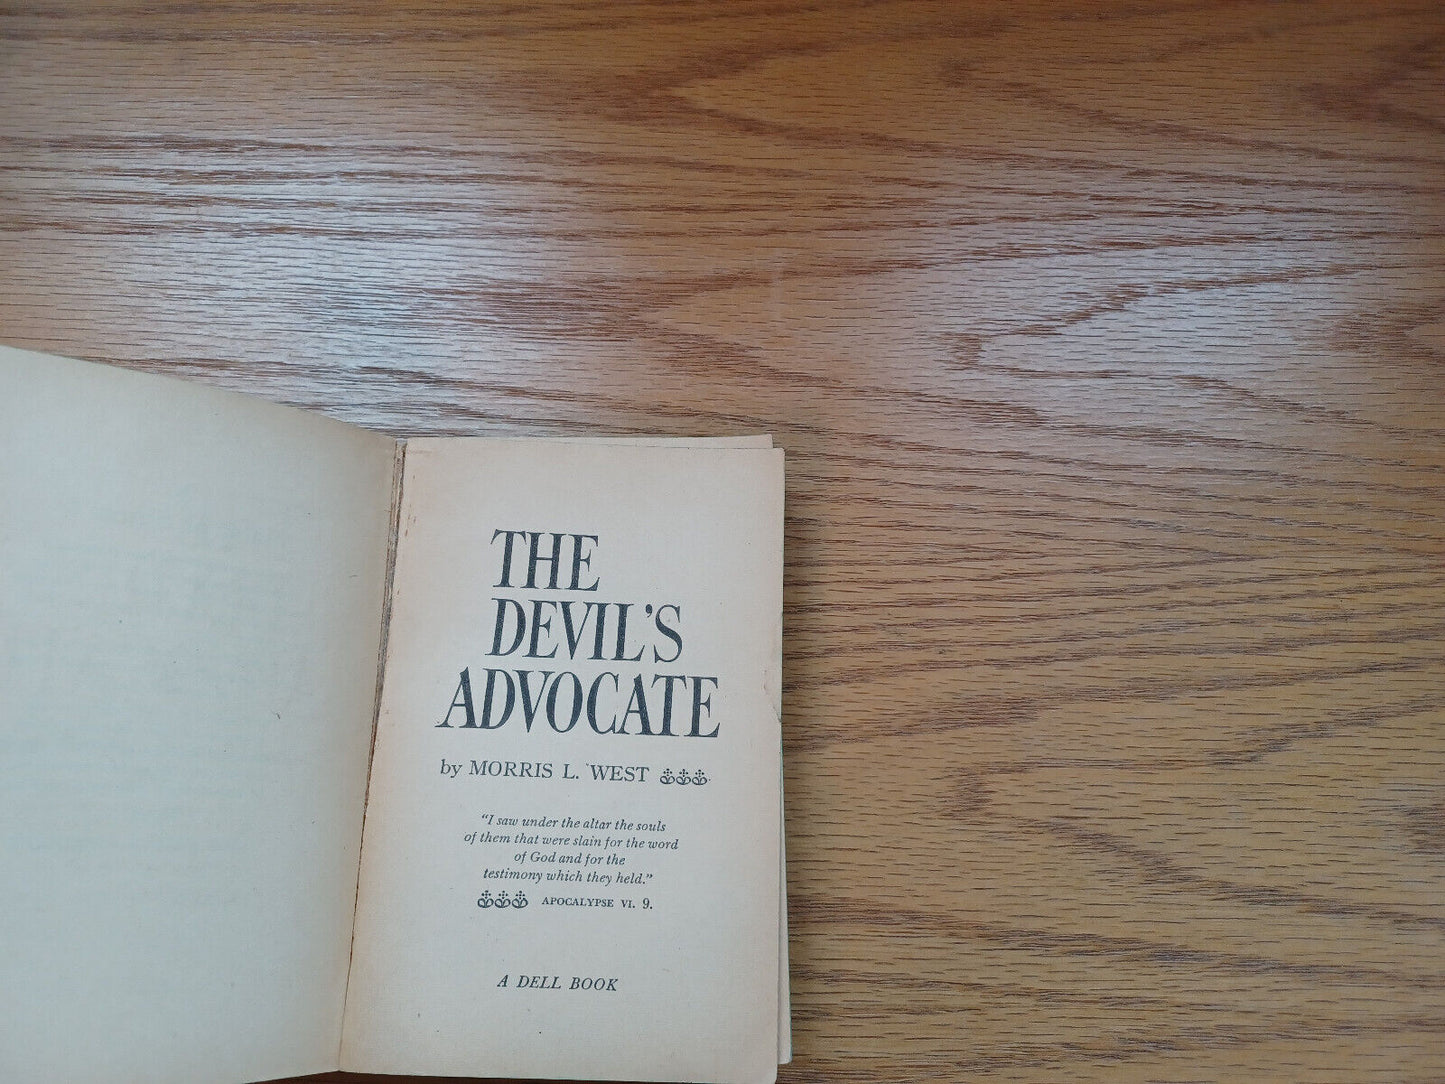 THE
DEVIL'S
ADVOCATE
by MORRIS L. WEST
"I saw under the altar the souls
of them that were slain for the word
of God and for the
testimony which they held."
APOCALYPSE VI. 9.
A DELL BOOK